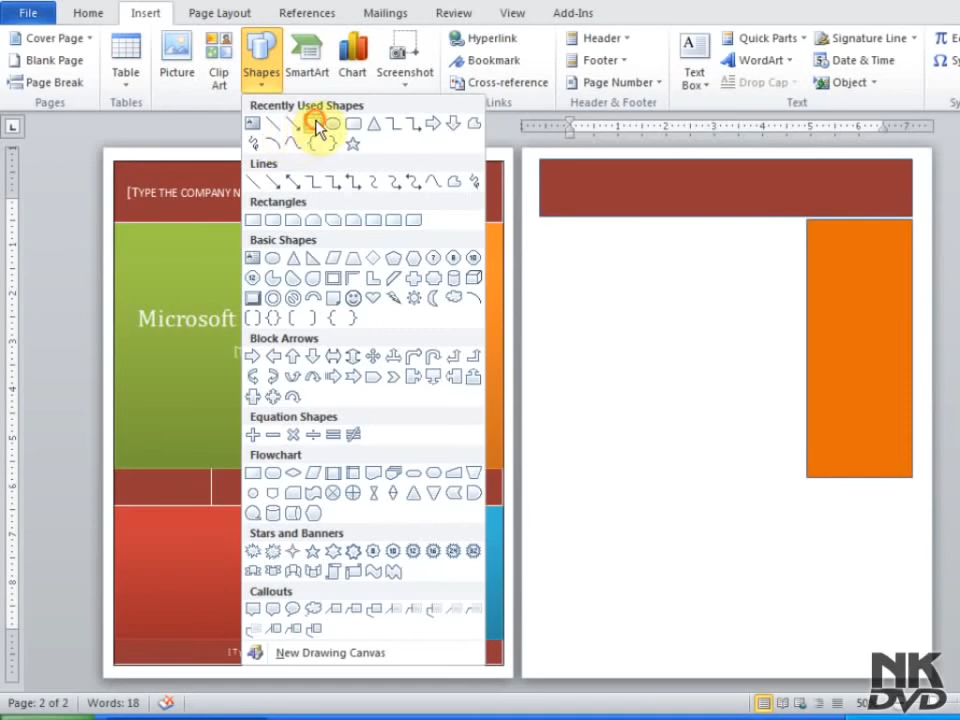 File Insert Page Layout References Mailings Review View Add-Ins
Home
Cover Page
Blank Page
Page Break
Pages
Table
Tables
Picture
Clip Art
Shapes
SmartArt
Chart
Screenshot
Hyperlink
Bookmark
Cross-reference
Links
Header
Footer
Page Number
Header & Footer
Text Box
Quick Parts
WordArt
Drop Cap
Signature Line
Date & Time
Object
Text
Recently Used Shapes
Lines
Rectangles
Basic Shapes
Block Arrows
Equation Shapes
Flowchart
Stars and Banners
Callouts
New Drawing Canvas
[TYPE THE COMPANY
Microsoft
Page: 2 of 2
Words: 18
NK
DVD